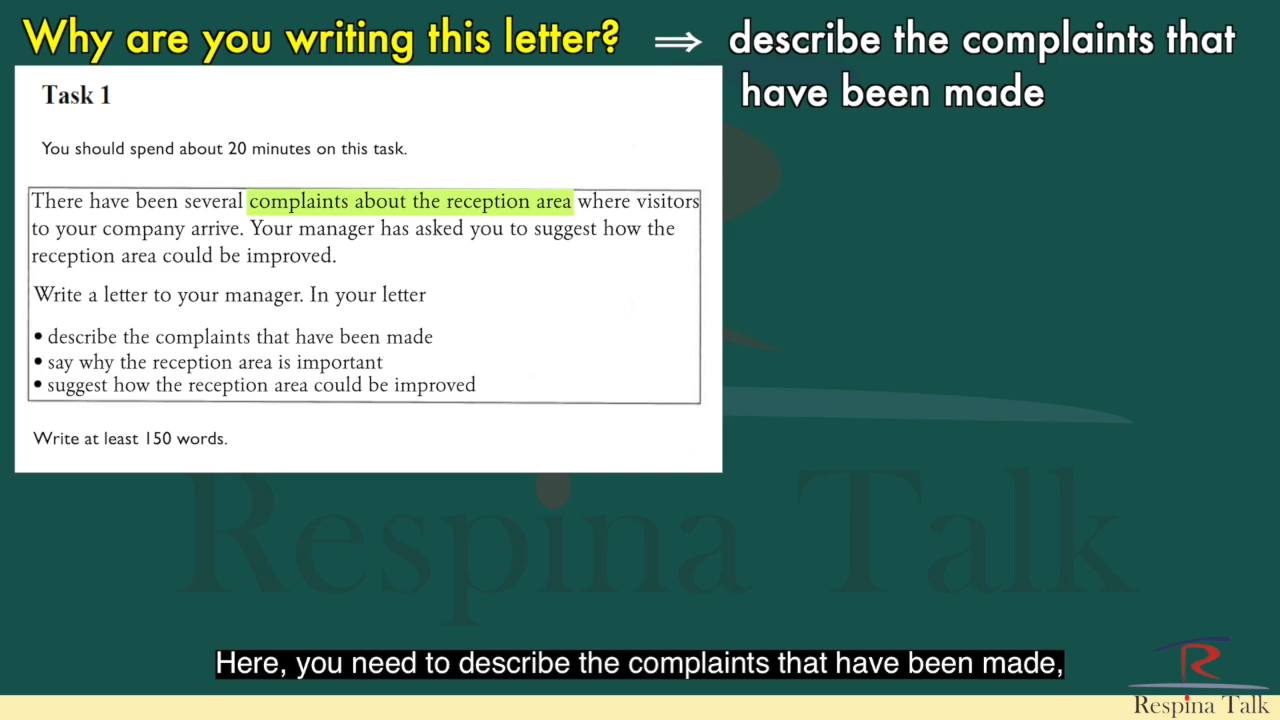 Why are you writing this letter? ⇒ describe the complaints that
have been made
Task 1
You should spend about 20 minutes on this task.
There have been several complaints about the reception area where visitors
to your company arrive. Your manager has asked you to suggest how the
reception area could be improved.
Write a letter to your manager. In your letter
• describe the complaints that have been made
• say why the reception area is important
• suggest how the reception area could be improved
Write at least 150 words.
Respina Talk
Here, you need to describe the complaints that have been made,
R
Respina Talk